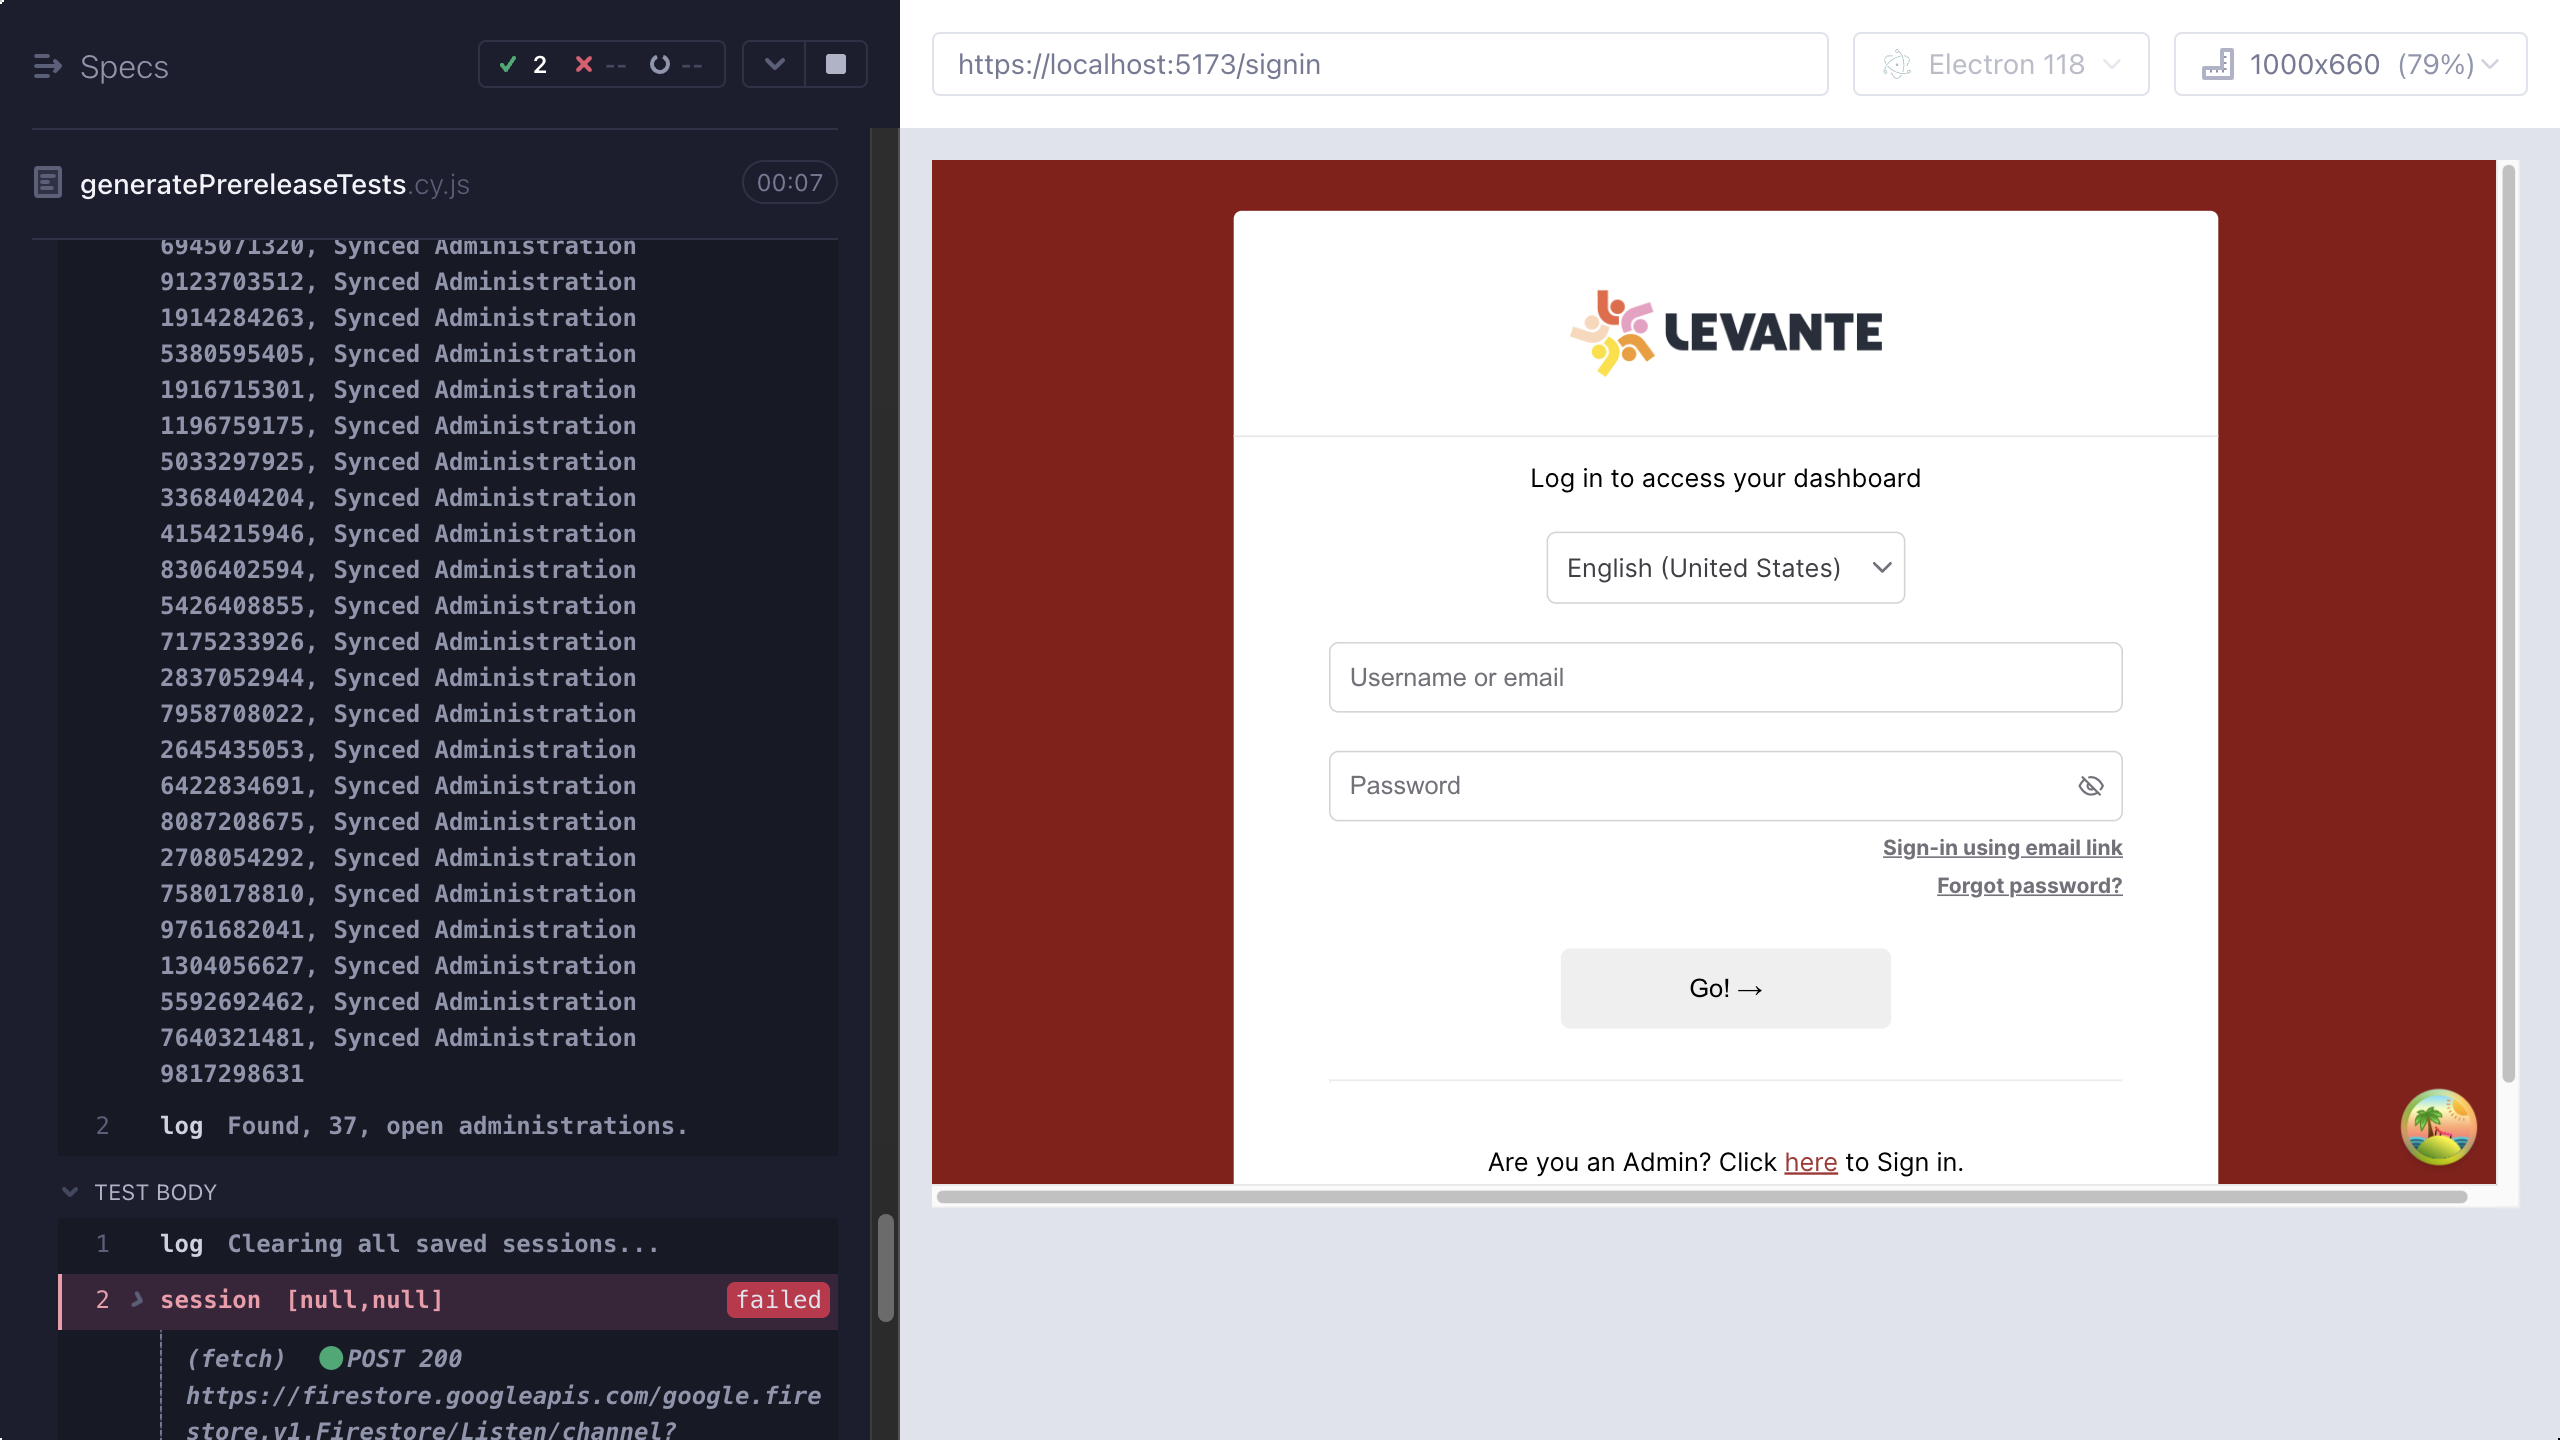 Specs
2 -- --
https://localhost:5173/signin
Electron 118
1000x660 (79%)
generatePrereleaseTests.cy.js
00:07
6945071320, Synced Administration
9123703512, Synced Administration
1914284263, Synced Administration
5380595405, Synced Administration
1916715301, Synced Administration
1196759175, Synced Administration
5033297925, Synced Administration
3368404204, Synced Administration
4154215946, Synced Administration
8306402594, Synced Administration
5426408855, Synced Administration
7175233926, Synced Administration
2837052944, Synced Administration
7958708022, Synced Administration
2645435053, Synced Administration
6422834691, Synced Administration
8087208675, Synced Administration
2708054292, Synced Administration
7580178810, Synced Administration
9761682041, Synced Administration
1304056627, Synced Administration
5592692462, Synced Administration
7640321481, Synced Administration
9817298631
2 log Found, 37, open administrations.
TEST BODY
1 log Clearing all saved sessions...
2 session [null,null] failed
(fetch) POST 200
https://firestore.googleapis.com/google.fire
store.v1.Firestore/Listen/channel?
LEVANTE
Log in to access your dashboard
English (United States)
Username or email
Password
Sign-in using email link
Forgot password?
Go! →
Are you an Admin? Click here to Sign in.